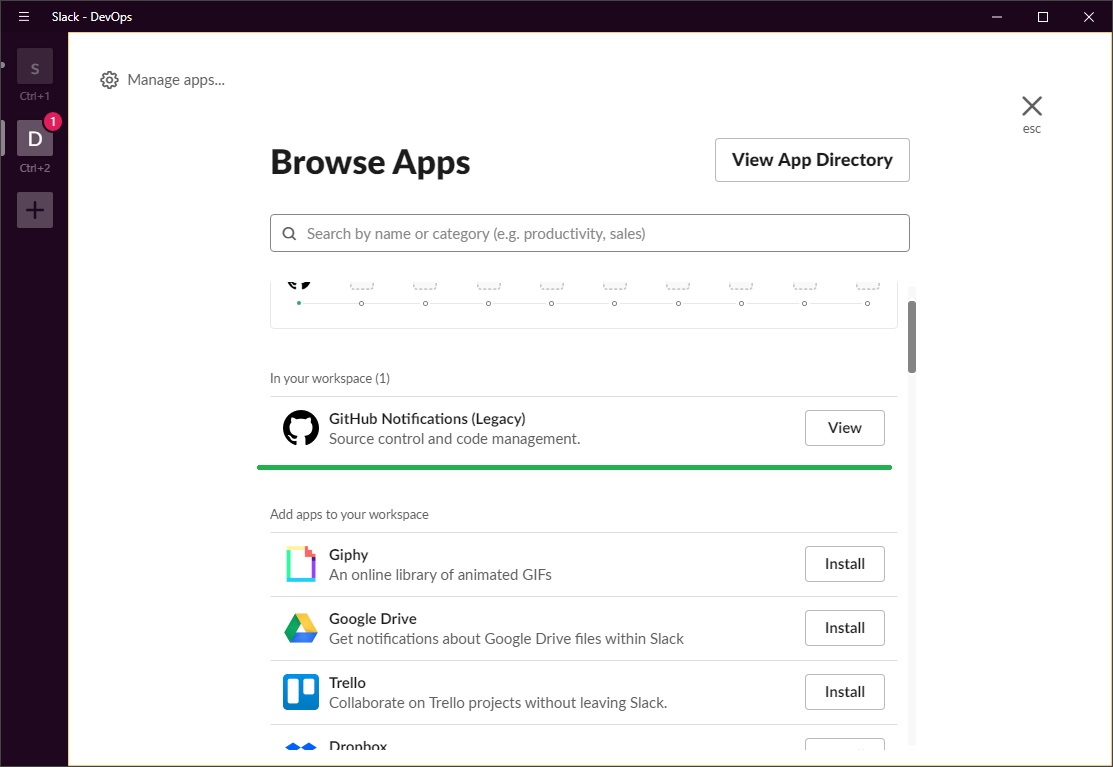 Slack - DevOps
S
Ctrl+1
D
1
Ctrl+2
Manage apps...
esc
Browse Apps
View App Directory
Search by name or category (e.g. productivity, sales)
In your workspace (1)
GitHub Notifications (Legacy)
Source control and code management.
View
Add apps to your workspace
Giphy
An online library of animated GIFs
Install
Google Drive
Get notifications about Google Drive files within Slack
Install
Trello
Collaborate on Trello projects without leaving Slack.
Install
Dropbox